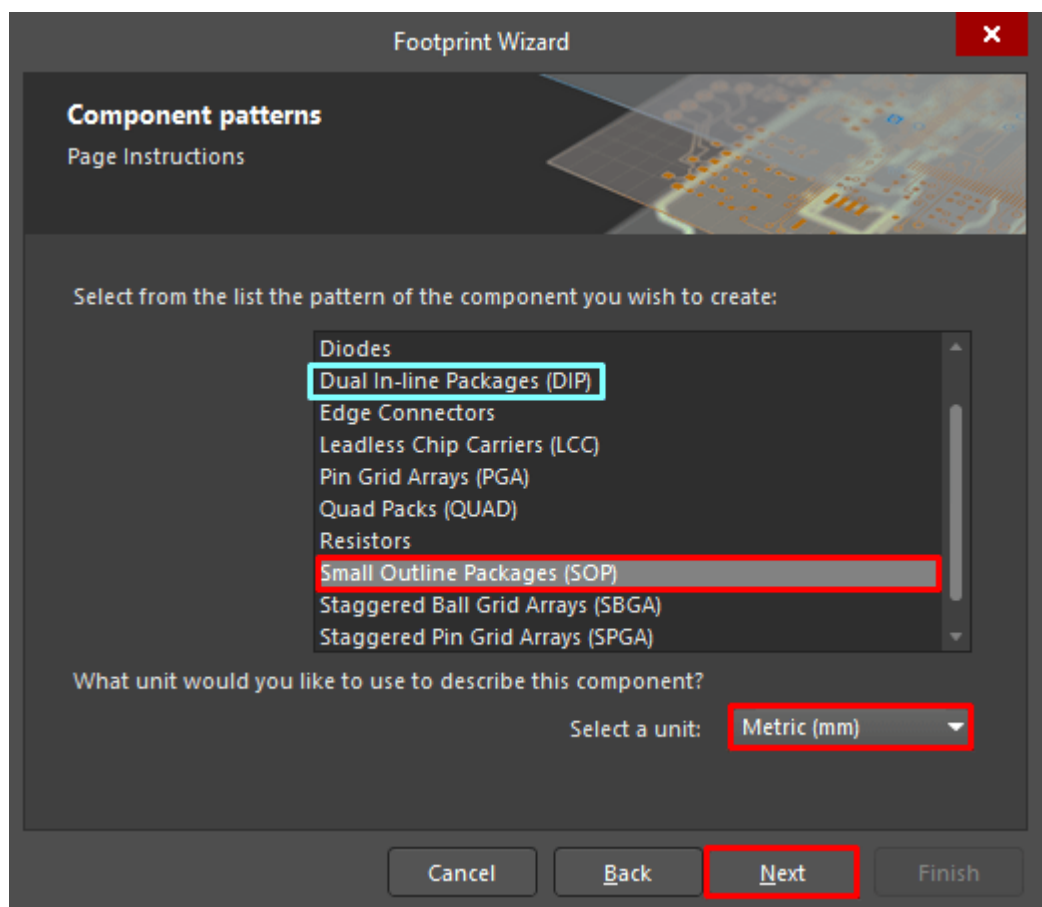 Footprint Wizard
Component patterns
Page Instructions
Select from the list the pattern of the component you wish to create:
Diodes
Dual In-line Packages (DIP)
Edge Connectors
Leadless Chip Carriers (LCC)
Pin Grid Arrays (PGA)
Quad Packs (QUAD)
Resistors
Small Outline Packages (SOP)
Staggered Ball Grid Arrays (SBGA)
Staggered Pin Grid Arrays (SPGA)
What unit would you like to use to describe this component?
Select a unit: Metric (mm)
Cancel Back Next Finish